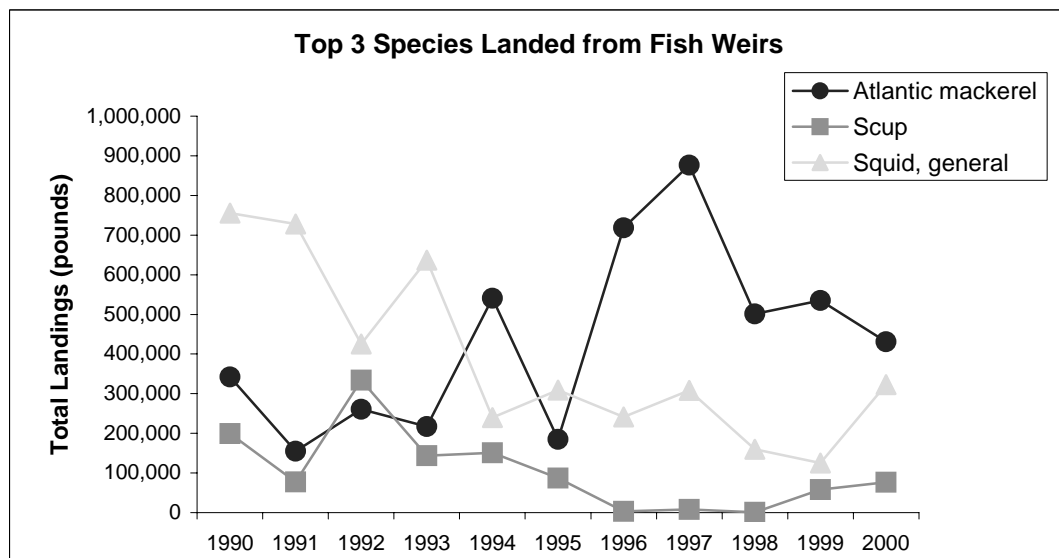 Top 3 Species Landed from Fish Weirs
Atlantic mackerel
Scup
Squid, general
Total Landings (pounds)
1,000,000
900,000
800,000
700,000
600,000
500,000
400,000
300,000
200,000
100,000
0
1990 1991 1992 1993 1994 1995 1996 1997 1998 1999 2000